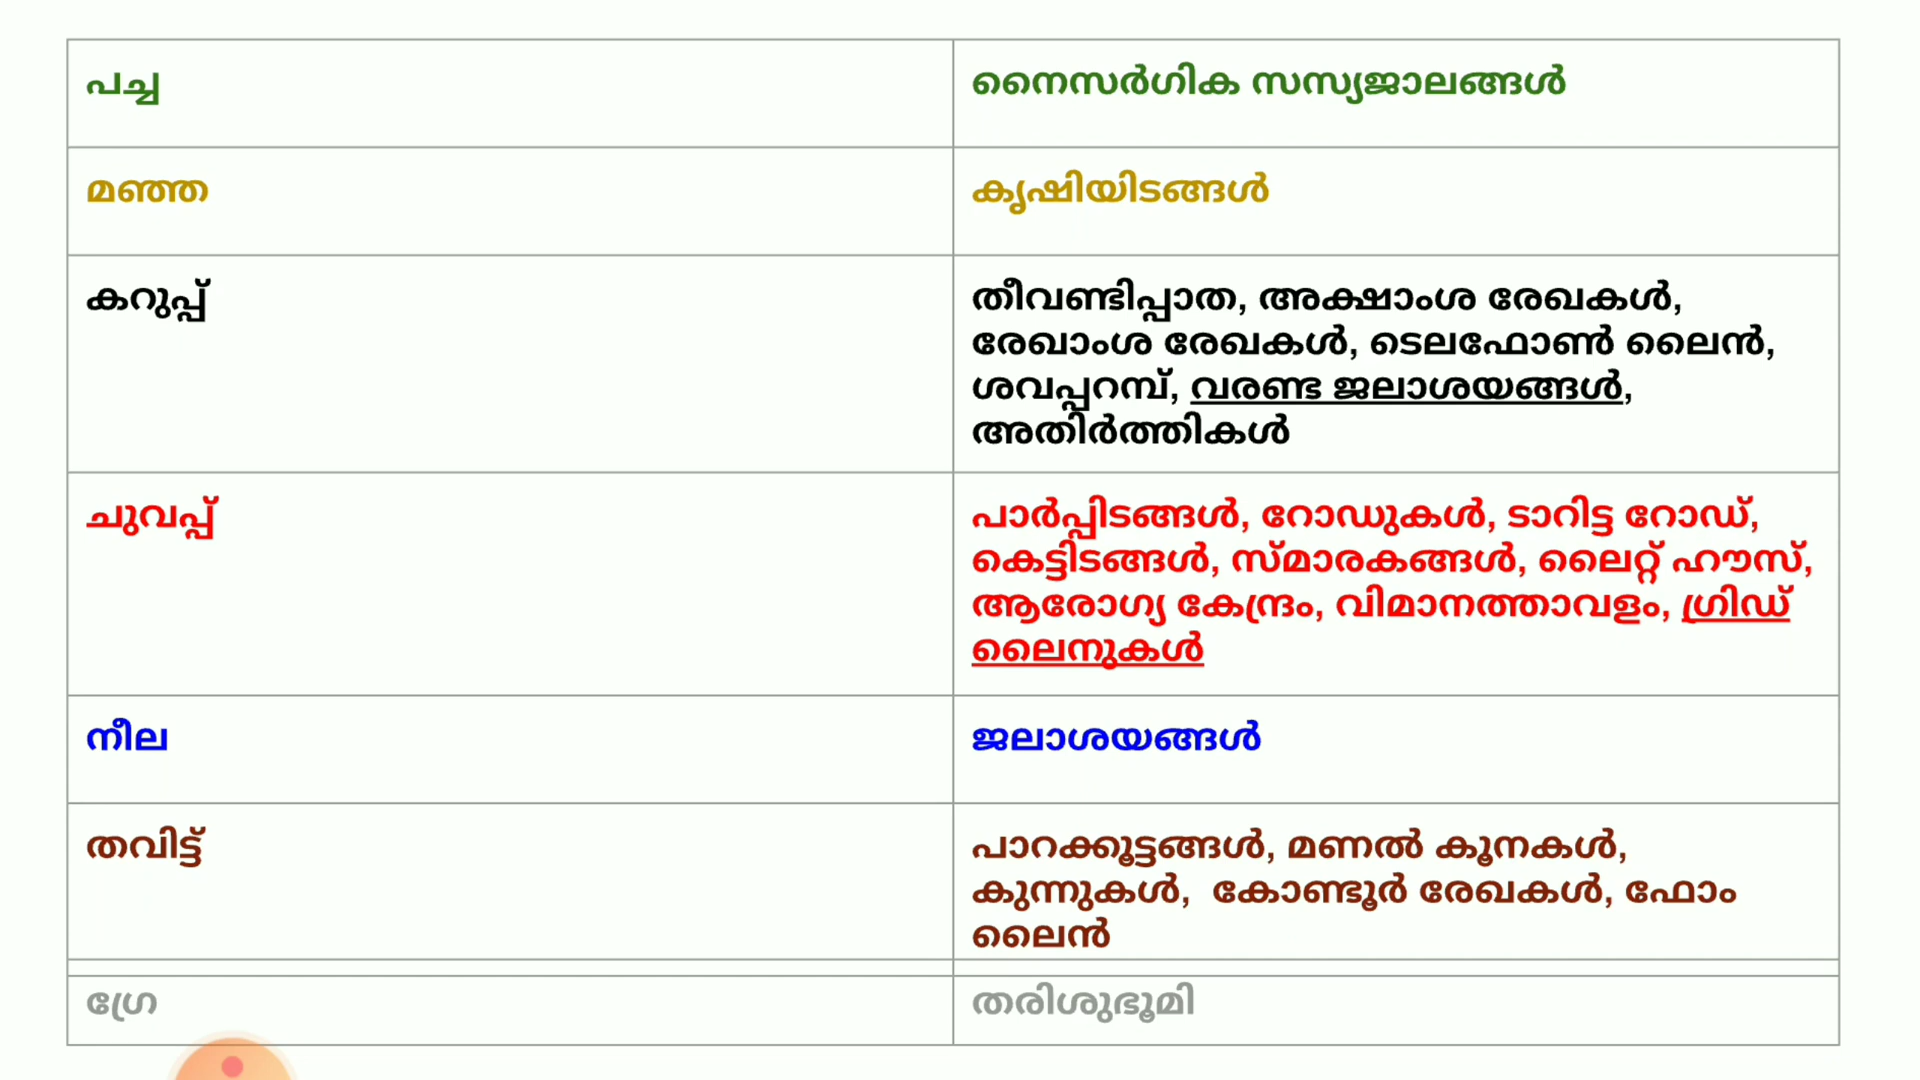 പച്ച
നൈസർഗിക സസ്യജാലങ്ങൾ
മഞ്ഞ
കൃഷിയിടങ്ങൾ
കറുപ്പ്
തീവണ്ടിപ്പാത, അക്ഷാംശ രേഖകൾ,
രേഖാംശ രേഖകൾ, ടെലഫോൺ ലൈൻ,
ശവപ്പറമ്പ്, വരണ്ട ജലാശയങ്ങൾ,
അതിർത്തികൾ
ചുവപ്പ്
പാർപ്പിടങ്ങൾ, റോഡുകൾ, ടാറിട്ട റോഡ്,
കെട്ടിടങ്ങൾ, സ്മാരകങ്ങൾ, ലൈറ്റ് ഹൗസ്,
ആരോഗ്യ കേന്ദ്രം, വിമാനത്താവളം, ഗ്രിഡ്
ലൈനുകൾ
നീല
ജലാശയങ്ങൾ
തവിട്ട്
പാറക്കൂട്ടങ്ങൾ, മണൽ കൂനകൾ,
കുന്നുകൾ, കോണ്ടൂർ രേഖകൾ, ഫോം
ലൈൻ
ഗ്രേ
തരിശുഭൂമി